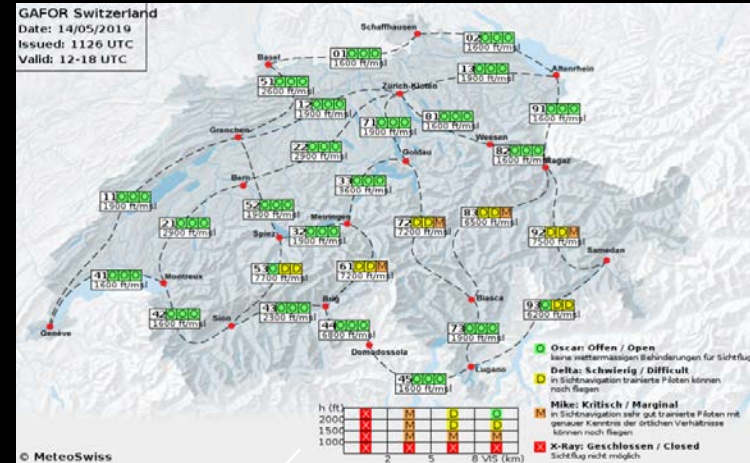 GAFOR Switzerland
Date: 14/05/2019
Issued: 1126 UTC
Valid: 12-18 UTC
Schaffhausen
02 O O O
1600 ft/msl
01 O O O
1600 ft/msl
Basel
13 O O O
1900 ft/msl
Altenrhein
51 O O O
2600 ft/msl
Zürich-Kloten
12 O O O
1900 ft/msl
91 O O O
1600 ft/msl
71 O O O
1900 ft/msl
81 O O O
1600 ft/msl
Grenchen
Weesen
22 O O O
2900 ft/msl
Goldau
82 O O O
1600 ft/msl
Ragaz
Bern
33 O O O
3600 ft/msl
11 O O O
1900 ft/msl
52 O O O
1900 ft/msl
Meiringen
21 O O O
2900 ft/msl
72 D D M
7200 ft/msl
83 D D M
6500 ft/msl
Spiez
32 O O O
1900 ft/msl
92 D D M
7500 ft/msl
Samedan
53 O D D
7700 ft/msl
61 D D M
7200 ft/msl
41 O O O
1600 ft/msl
Montreux
Brig
Biasca
93 O D D
6200 ft/msl
42 O O O
1600 ft/msl
Sion
43 O O O
2300 ft/msl
Genève
44 O O O
6800 ft/msl
73 O O O
1900 ft/msl
Domodossola
Lugano
45 O O O
1600 ft/msl
O Oscar: Offen / Open
keine wettermässigen Behinderungen für Sichtflug
D Delta: Schwierig / Difficult
in Sichtnavigation trainierte Piloten können
noch fliegen
M Mike: Kritisch / Marginal
in Sichtnavigation sehr gut trainierte Piloten mit
genauer Kenntnis der örtlichen Verhältnisse
können noch fliegen
X X-Ray: Geschlossen / Closed
Sichtflug nicht möglich
h (ft)
X M D O
2000
X M D D
1500
X M M M
1000
X X X X
2 5 8 VIS (km)
© MeteoSwiss